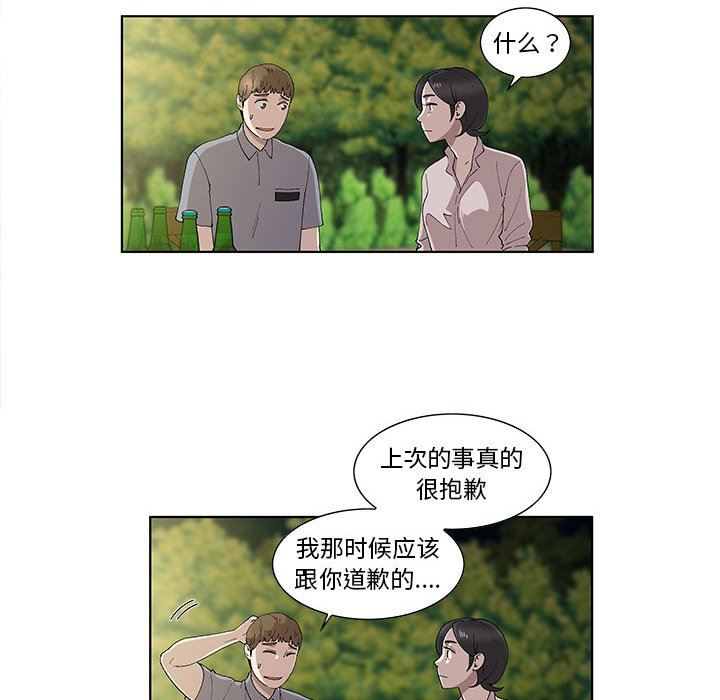 什么？
上次的事真的
很抱歉
我那时候应该
跟你道歉的....